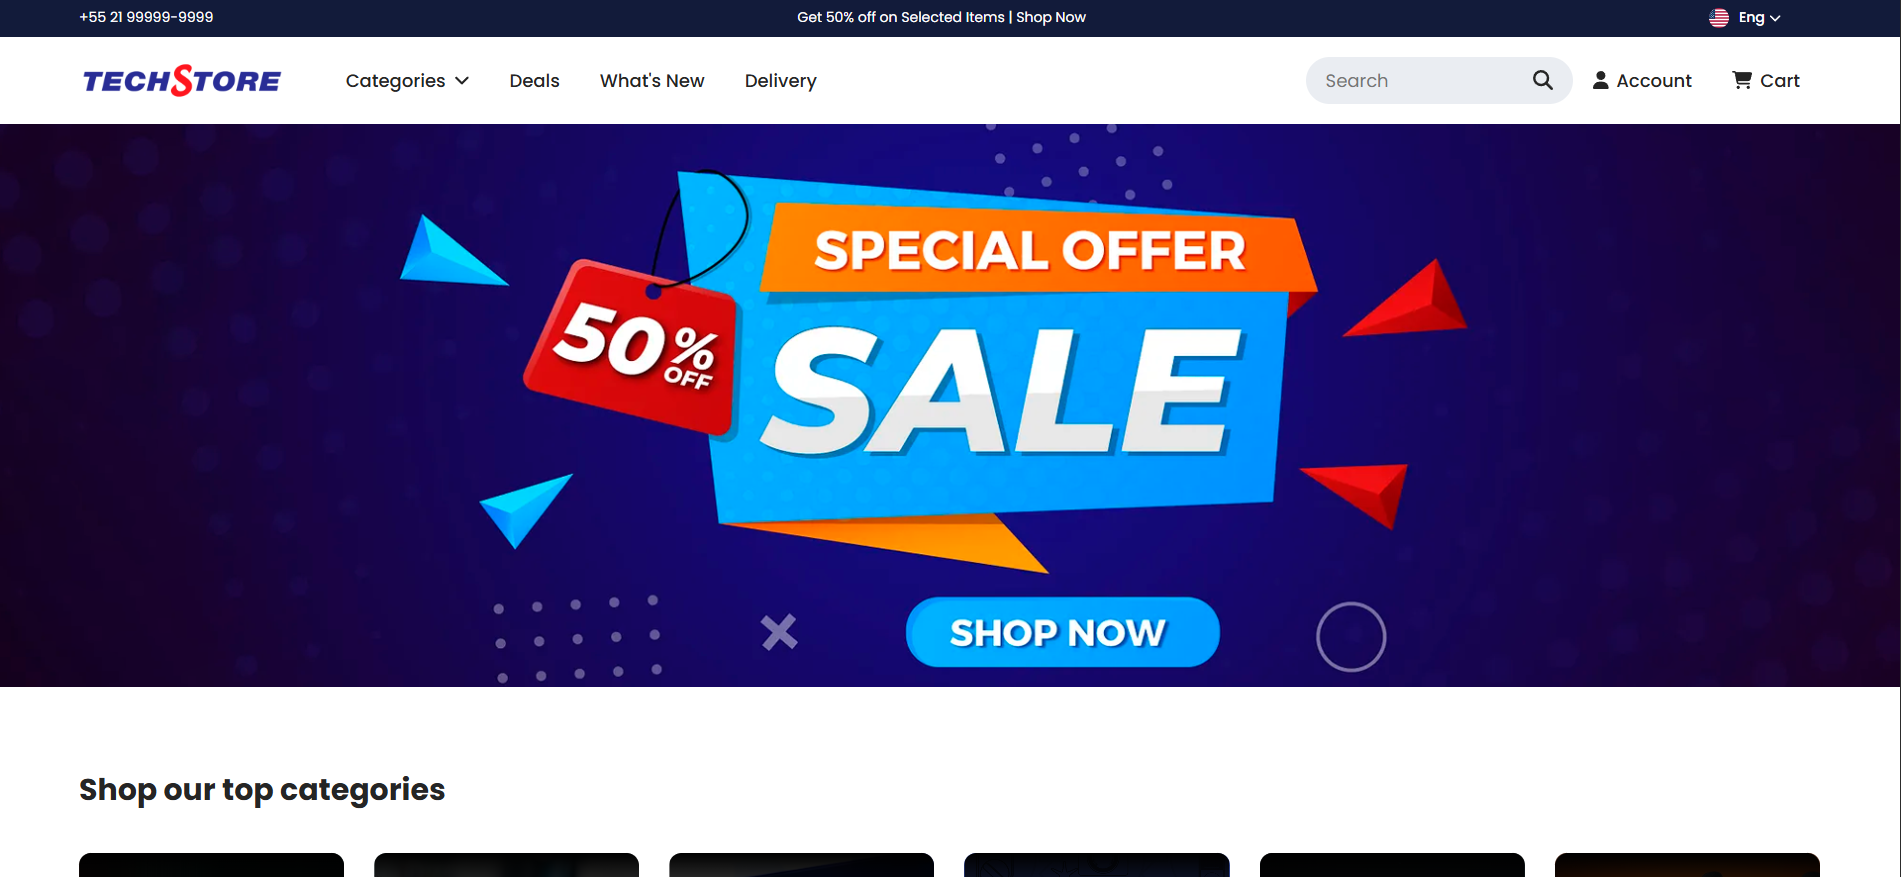 +55 21 99999-9999
Get 50% off on Selected Items | Shop Now
Eng
TECHSTORE
Categories
Deals
What's New
Delivery
Search
Account
Cart
SPECIAL OFFER
50%
OFF
SALE
SHOP NOW
Shop our top categories